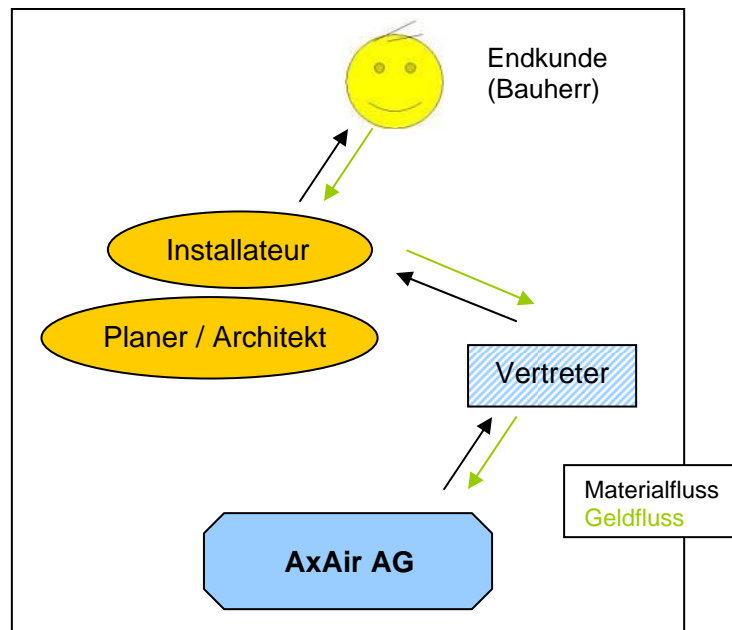 Endkunde
(Bauherr)
Installateur
Planer / Architekt
Vertreter
Materialfluss
Geldfluss
AxAir AG